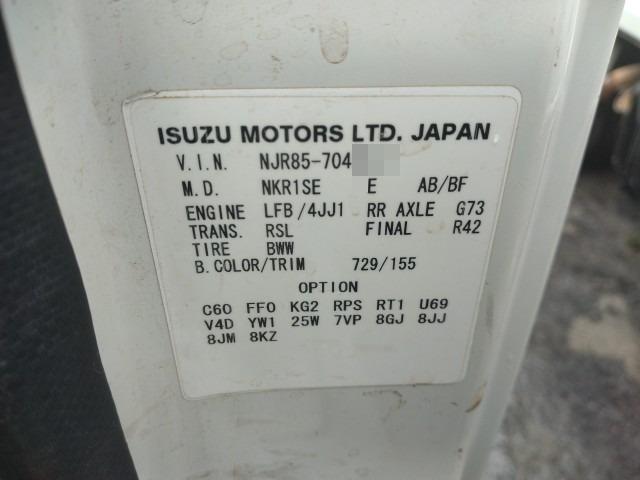 ISUZU MOTORS LTD. JAPAN
V.I.N. NJR85-704
M.D. NKR1SE E AB/BF
ENGINE LFB/4JJ1 RR AXLE G73
TRANS. RSL FINAL R42
TIRE BWW
B.COLOR/TRIM 729/155
OPTION
C60 FF0 KG2 RPS RT1 U69
V4D YW1 25W 7VP 8GJ 8JJ
8JM 8KZ